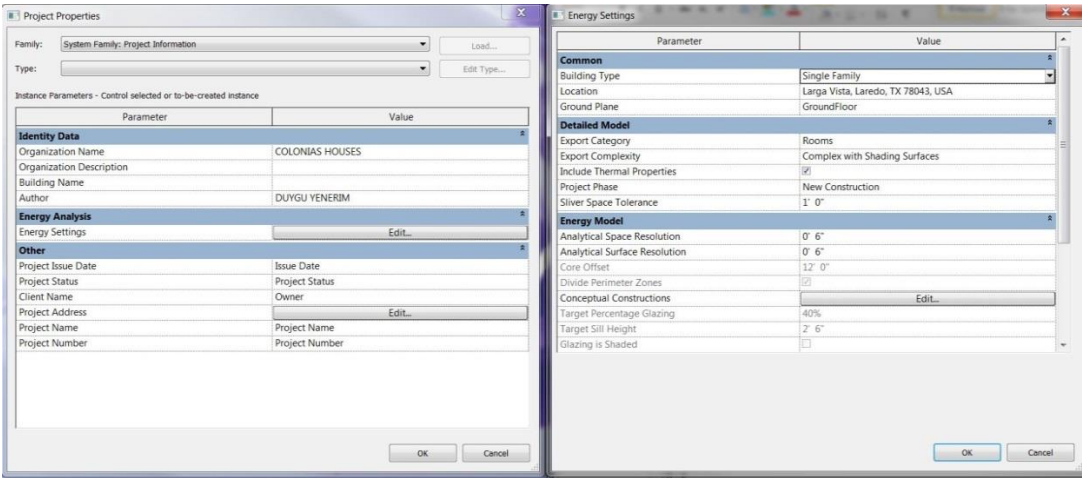 Project Properties
Family: System Family: Project Information Load...
Type: Edit Type...
Instance Parameters - Control selected or to-be-created instance
Parameter Value
Identity Data
Organization Name COLONIAS HOUSES
Organization Description
Building Name
Author DUYGU YENERIM
Energy Analysis
Energy Settings Edit...
Other
Project Issue Date Issue Date
Project Status Project Status
Client Name Owner
Project Address Edit...
Project Name Project Name
Project Number Project Number
OK Cancel
Energy Settings
Parameter Value
Common
Building Type Single Family
Location Larga Vista, Laredo, TX 78043, USA
Ground Plane GroundFloor
Detailed Model
Export Category Rooms
Export Complexity Complex with Shading Surfaces
Include Thermal Properties
Project Phase New Construction
Sliver Space Tolerance 1' 0"
Energy Model
Analytical Space Resolution 0' 6"
Analytical Surface Resolution 0' 6"
Core Offset 12' 0"
Divide Perimeter Zones
Conceptual Constructions Edit...
Target Percentage Glazing 40%
Target Sill Height 2' 6"
Glazing is Shaded
OK Cancel